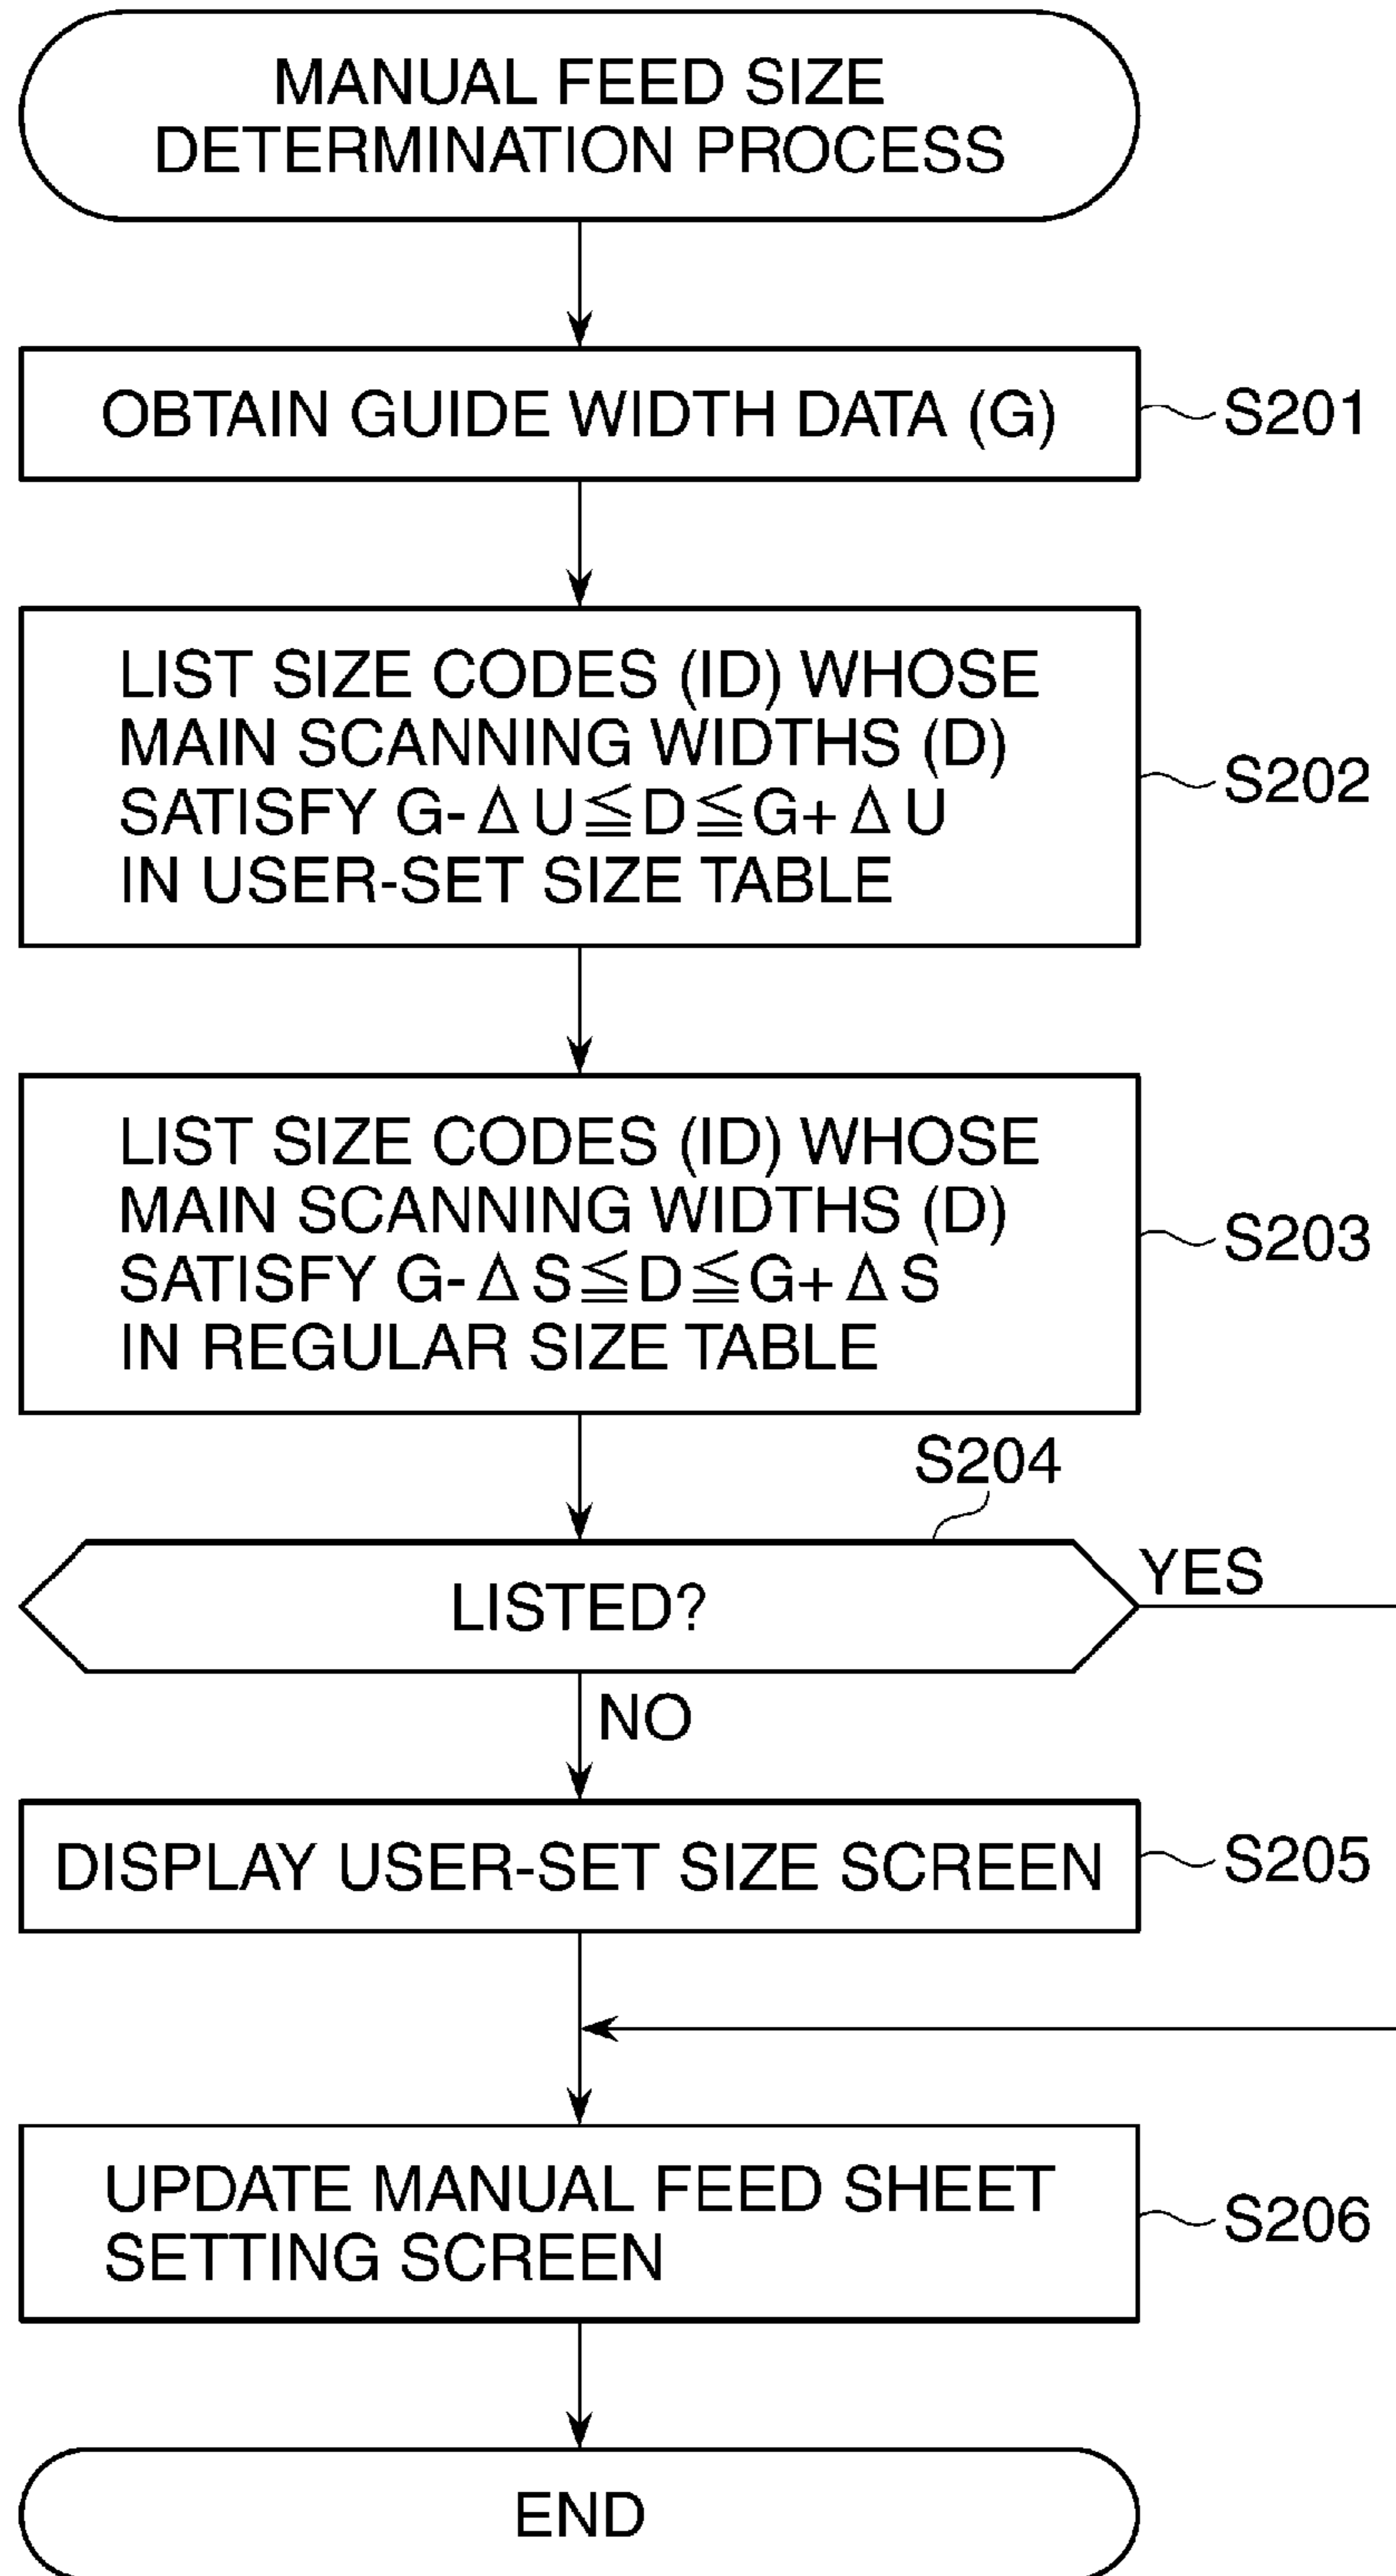 MANUAL FEED SIZE
DETERMINATION PROCESS
OBTAIN GUIDE WIDTH DATA (G)
S201
LIST SIZE CODES (ID) WHOSE
MAIN SCANNING WIDTHS (D)
SATISFY G-ΔU≦D≦G+ΔU
IN USER-SET SIZE TABLE
S202
LIST SIZE CODES (ID) WHOSE
MAIN SCANNING WIDTHS (D)
SATISFY G-ΔS≦D≦G+ΔS
IN REGULAR SIZE TABLE
S203
S204
LISTED?
YES
NO
DISPLAY USER-SET SIZE SCREEN
S205
UPDATE MANUAL FEED SHEET
SETTING SCREEN
S206
END